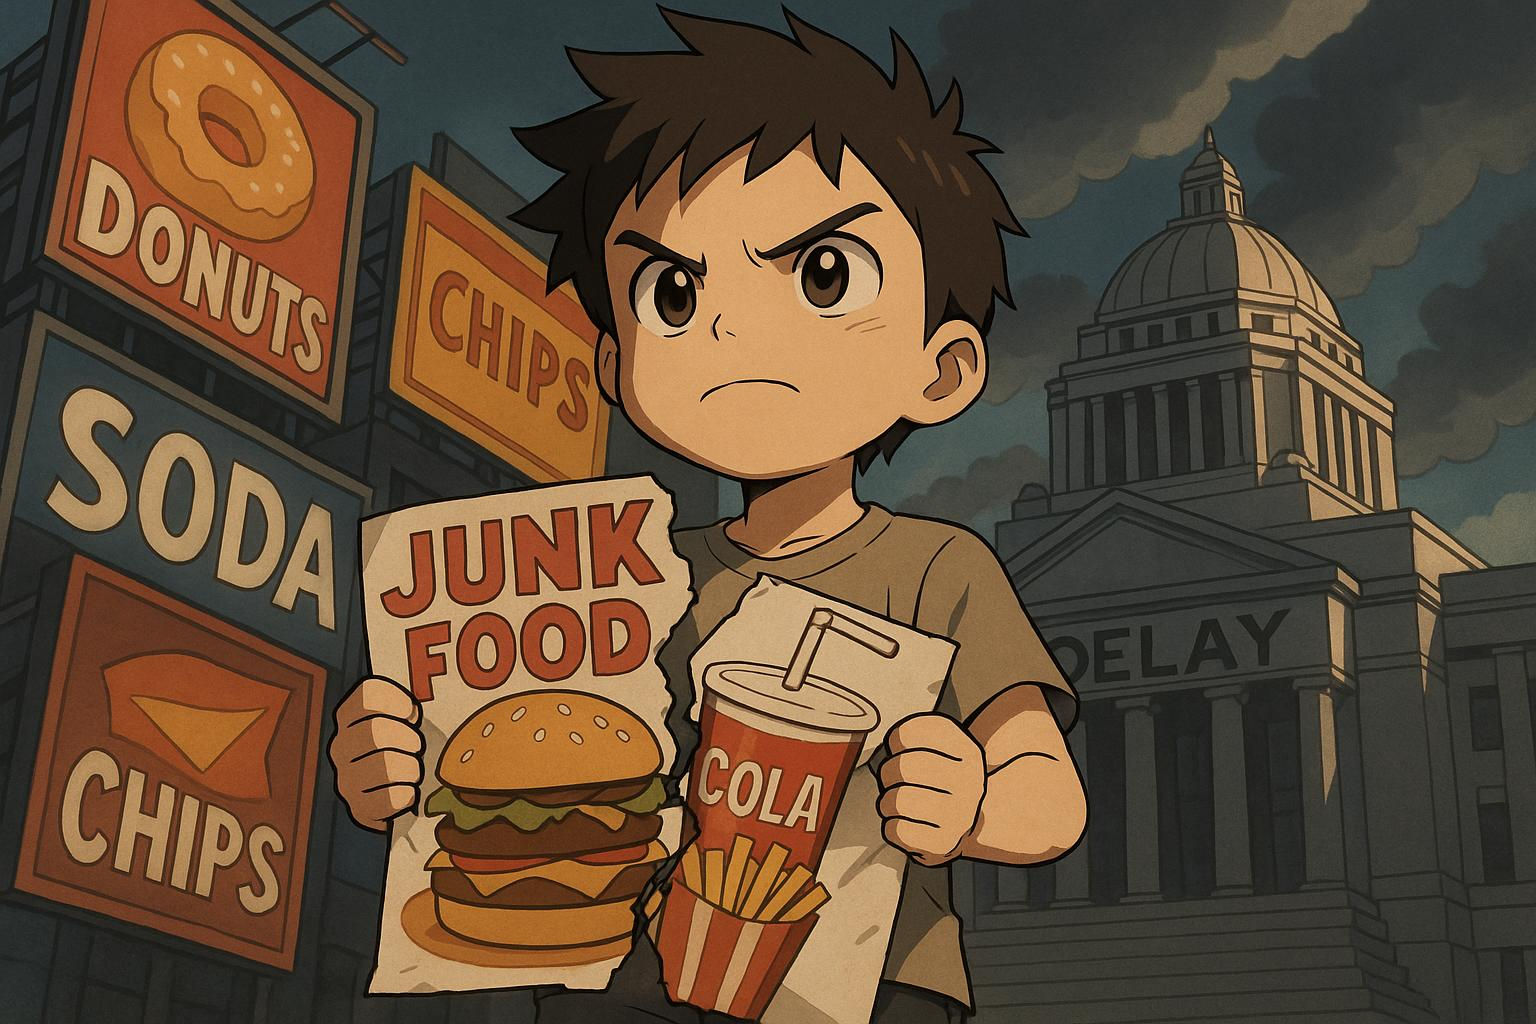 DONUTS
CHIPS
SODA
CHIPS
JUNK
FOOD
COLA
DELAY